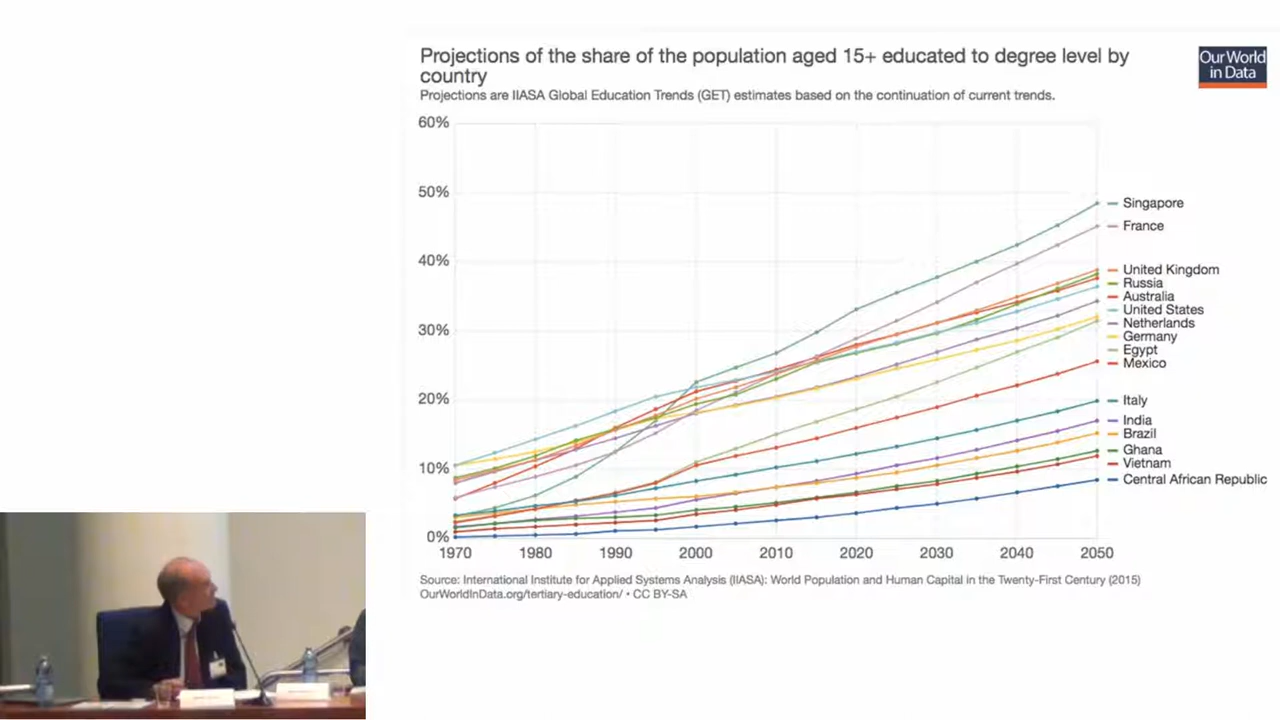 Projections of the share of the population aged 15+ educated to degree level by
country
Projections are IIASA Global Education Trends (GET) estimates based on the continuation of current trends.
Our World
in Data
60%
50%
40%
30%
20%
10%
0%
1970
1980
1990
2000
2010
2020
2030
2040
2050
Singapore
France
United Kingdom
Russia
Australia
United States
Netherlands
Germany
Egypt
Mexico
Italy
India
Brazil
Ghana
Vietnam
Central African Republic
Source: International Institute for Applied Systems Analysis (IIASA): World Population and Human Capital in the Twenty-First Century (2015)
OurWorldInData.org/tertiary-education/ • CC BY-SA